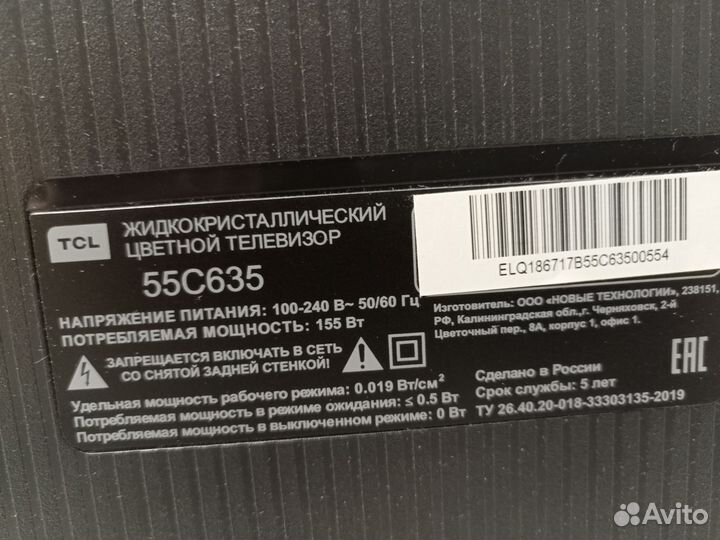 TCL
ЖИДКОКРИСТАЛЛИЧЕСКИЙ
ЦВЕТНОЙ ТЕЛЕВИЗОР
55C635
НАПРЯЖЕНИЕ ПИТАНИЯ: 100-240 В~ 50/60 Гц
ПОТРЕБЛЯЕМАЯ МОЩНОСТЬ: 155 Вт
ЗАПРЕЩАЕТСЯ ВКЛЮЧАТЬ В СЕТЬ
СО СНЯТОЙ ЗАДНЕЙ СТЕНКОЙ!
Удельная мощность рабочего режима: 0.019 Вт/см²
Потребляемая мощность в режиме ожидания: ≤ 0.5 Вт
Потребляемая мощность в выключенном режиме: 0 Вт
ELQ186717B55C63500554
Изготовитель: ООО «НОВЫЕ ТЕХНОЛОГИИ», 238151,
РФ, Калининградская обл.,г. Черняховск, 2-й
Цветочный пер., 8А, корпус 1, офис 1.
Сделано в России
Срок службы: 5 лет
ТУ 26.40.20-018-33303135-2019
EAC
Avito